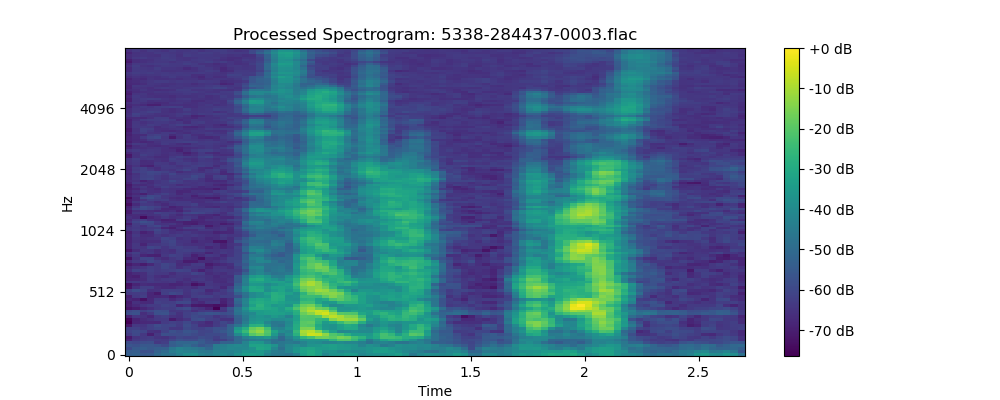 Processed Spectrogram: 5338-284437-0003.flac
+0 dB
-10 dB
-20 dB
-30 dB
-40 dB
-50 dB
-60 dB
-70 dB
4096
2048
1024
512
0
Hz
0
0.5
1
1.5
2
2.5
Time